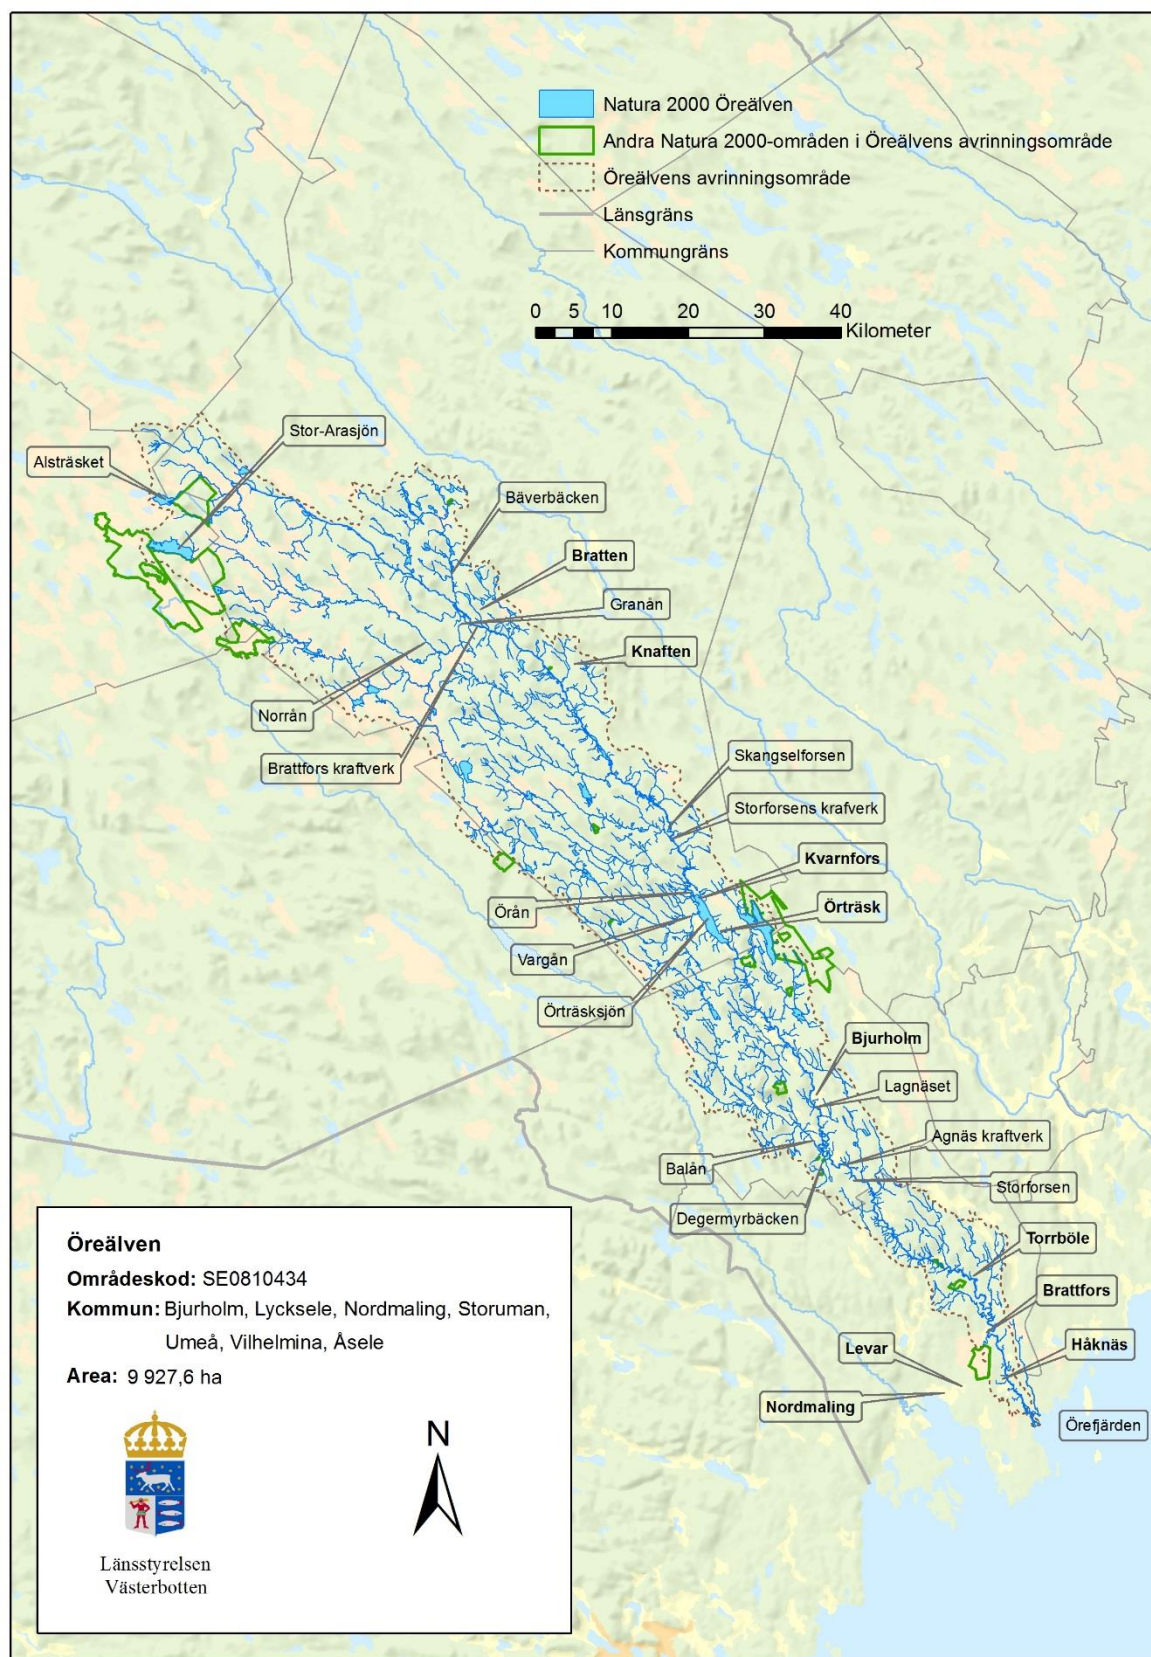 Natura 2000 Öreälven
Andra Natura 2000-områden i Öreälvens avrinningsområde
Öreälvens avrinningsområde
Länsgräns
Kommungräns
0 5 10 20 30 40
Kilometer
Stor-Arasjön
Alsträsket
Bäverbäcken
Bratten
Granån
Knaften
Norrån
Brattfors kraftverk
Skangselforsen
Storforsens krafverk
Kvarnfors
Örån
Örträsk
Vargån
Örträsksjön
Bjurholm
Lagnäset
Agnäs kraftverk
Balån
Storforsen
Degermyrbäcken
Torrböle
Brattfors
Levar
Håknäs
Nordmaling
Örefjärden
Öreälven
Områdeskod: SE0810434
Kommun: Bjurholm, Lycksele, Nordmaling, Storuman,
Umeå, Vilhelmina, Åsele
Area: 9 927,6 ha
N
Länsstyrelsen
Västerbotten